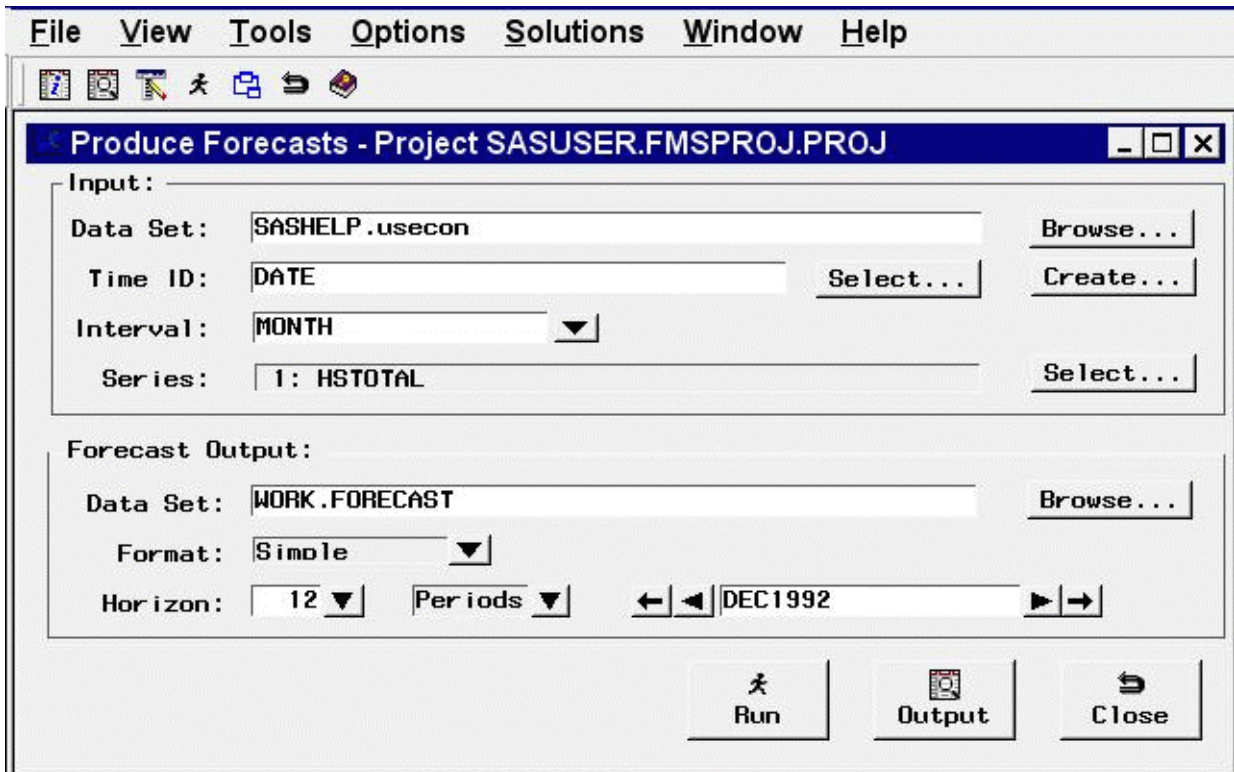 File View Tools Options Solutions Window Help
Produce Forecasts - Project SASUSER.FMSPROJ.PROJ
Input:
Data Set: SASHELP.usecon Browse...
Time ID: DATE Select... Create...
Interval: MONTH
Series: 1: HSTOTAL Select...
Forecast Output:
Data Set: WORK.FORECAST Browse...
Format: Simple
Horizon: 12 Periods DEC1992
Run Output Close